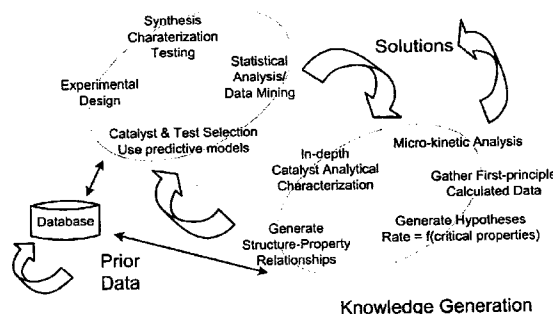 Synthesis
Charaterization
Testing
Experimental
Design
Statistical
Analysis/
Data Mining
Catalyst & Test Selection
Use predictive models
Solutions
Micro-kinetic Analysis
In-depth
Catalyst Analytical
Characterization
Gather First-principle
Calculated Data
Generate Hypotheses
Rate = f(critical properties)
Generate
Structure-Property
Relationships
Database
Prior
Data
Knowledge Generation